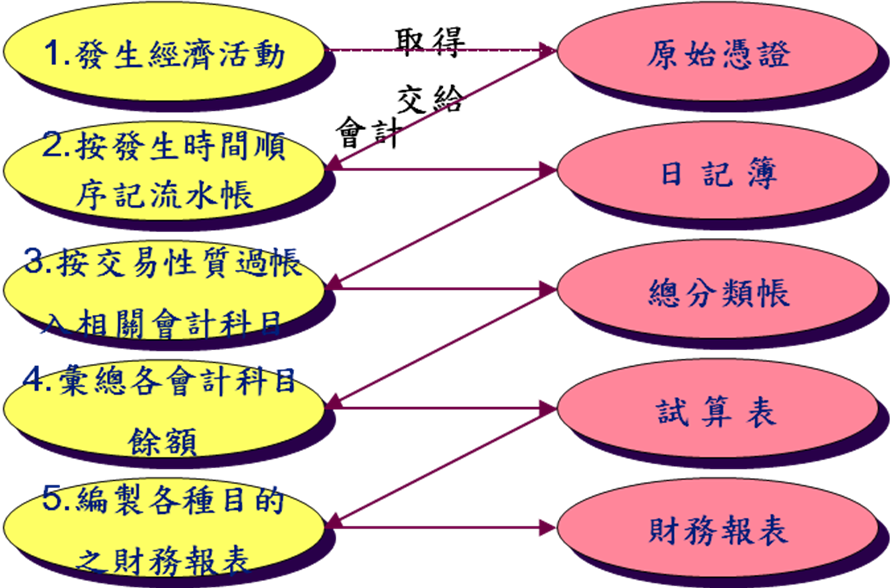 1.發生經濟活動
取得
原始憑證
交給
會計
2.按發生時間順
序記流水帳
日記簿
3.按交易性質過帳
入相關會計科目
總分類帳
4.彙總各會計科目
餘額
試算表
5.編製各種目的
之財務報表
財務報表